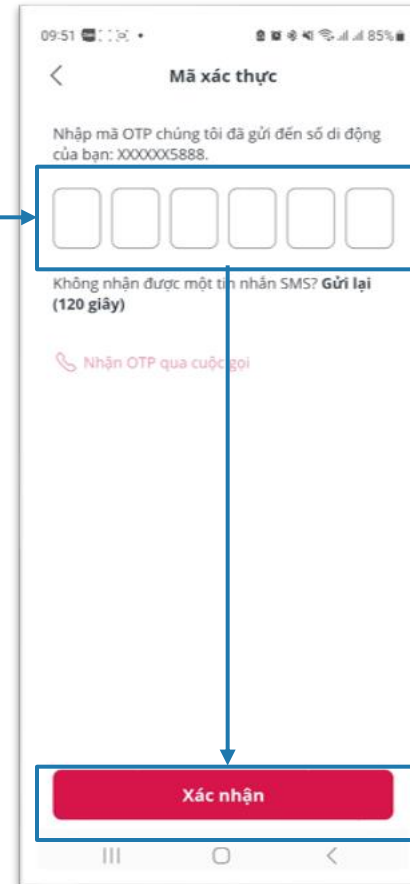 09:51
85%
Mã xác thực
Nhập mã OTP chúng tôi đã gửi đến số di động
của bạn: XXXXXX5888.
Không nhận được một tin nhắn SMS? Gửi lại
(120 giây)
Nhận OTP qua cuộc gọi
Xác nhận